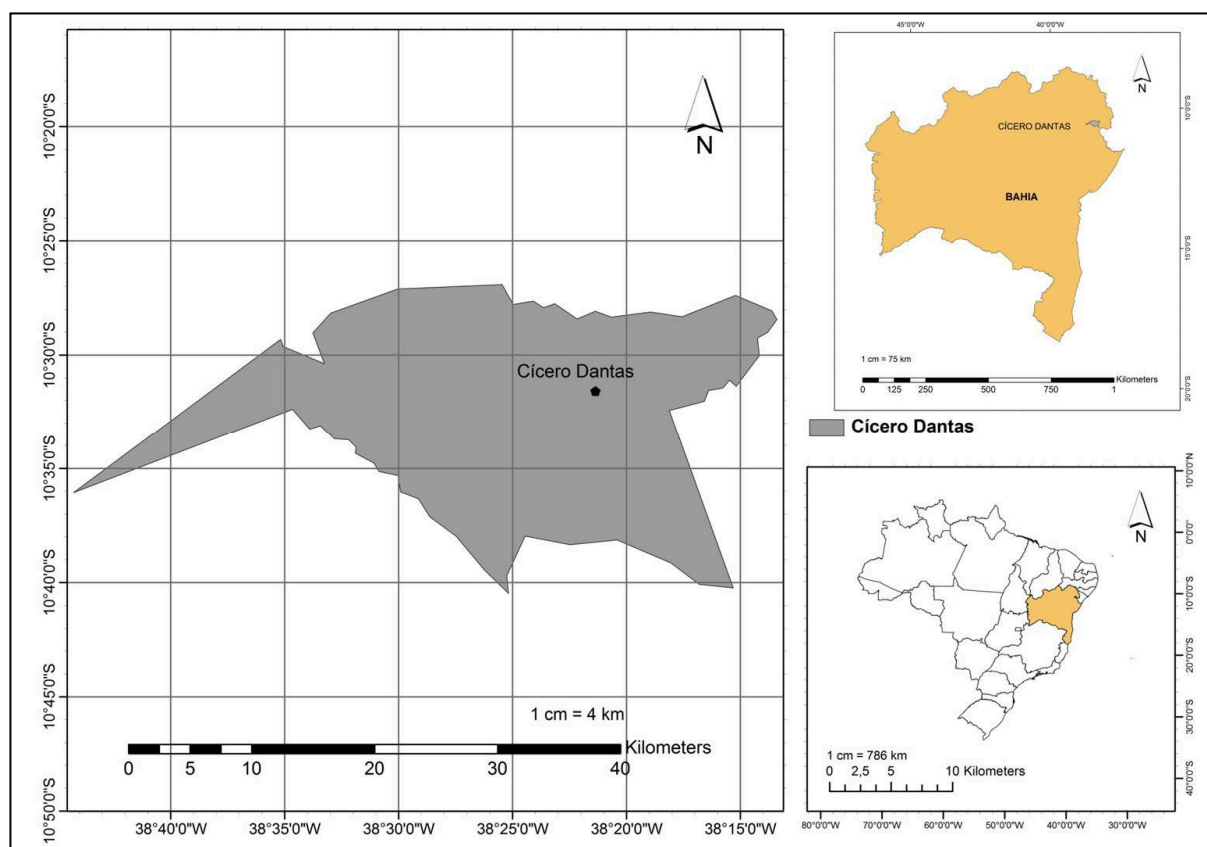 10°20'0"S
10°25'0"S
10°30'0"S
10°35'0"S
10°40'0"S
10°45'0"S
10°50'0"S
N
Cícero Dantas
1 cm = 4 km
Kilometers
0 5 10 20 30 40
38°40'0"W 38°35'0"W 38°30'0"W 38°25'0"W 38°20'0"W 38°15'0"W
45°0'0"W 40°0'0"W
N
CÍCERO DANTAS
BAHIA
10°0'0"S
15°0'0"S
20°0'0"S
1 cm = 75 km
Kilometers
0 125 250 500 750 1
Cícero Dantas
N
10°0'0"N
0°0'0"
10°0'0"S
20°0'0"S
30°0'0"S
40°0'0"S
1 cm = 786 km
0 2,5 5 10 Kilometers
80°0'0"W 70°0'0"W 60°0'0"W 50°0'0"W 40°0'0"W 30°0'0"W